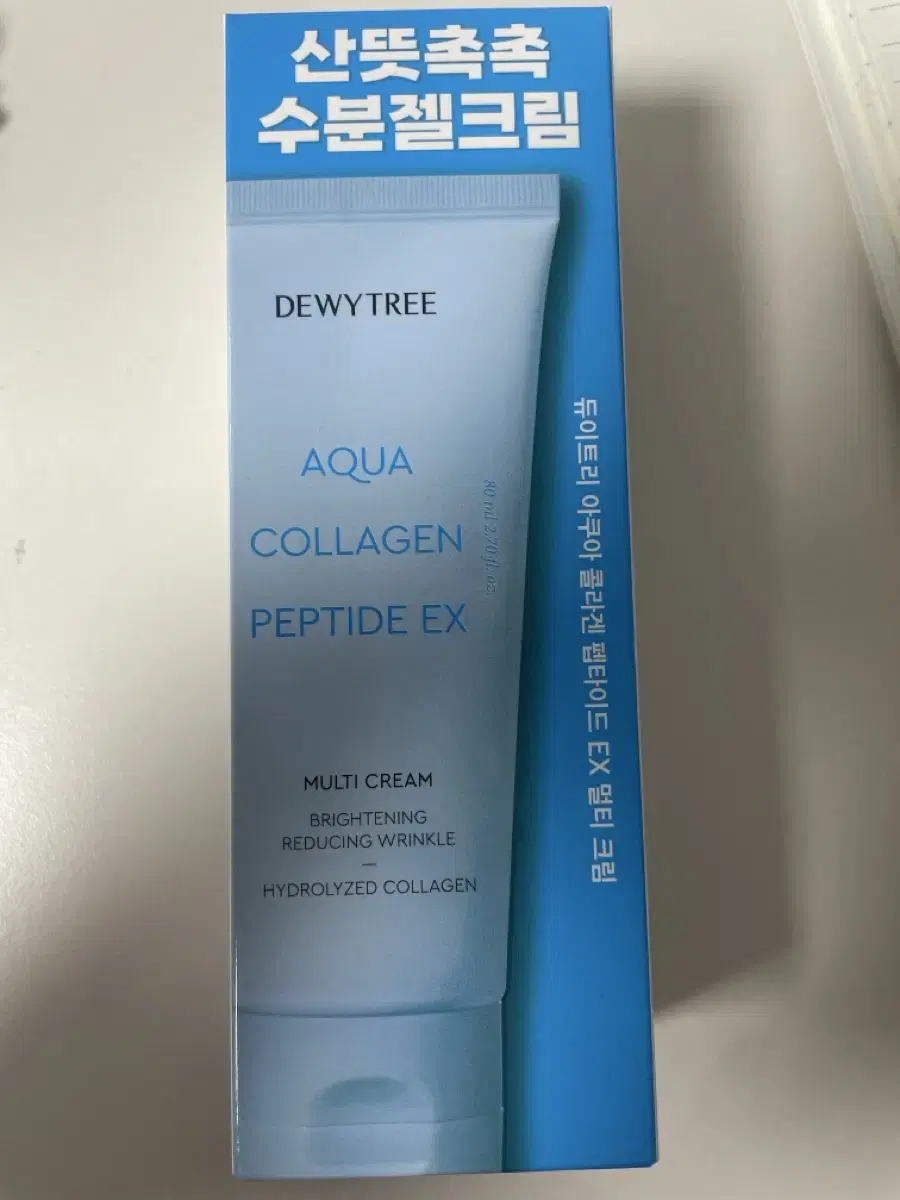 산뜻촉촉
수분젤크림
DEWYTREE
AQUA
COLLAGEN
PEPTIDE EX
80 ml 2.70 fl. oz.
MULTI CREAM
BRIGHTENING
REDUCING WRINKLE
HYDROLYZED COLLAGEN
듀이트리 아쿠아 콜라겐 펩타이드 EX 멀티 크림